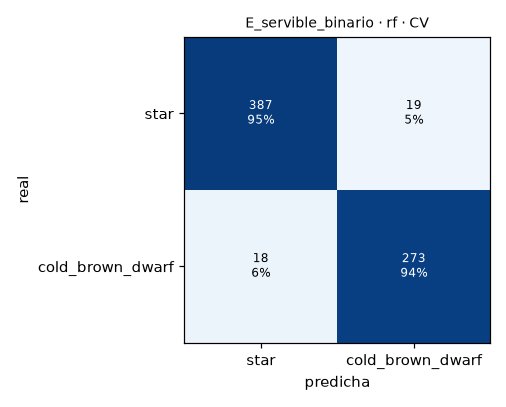 E_servible_binario · rf · CV
real
star
387
95%
19
5%
cold_brown_dwarf
18
6%
273
94%
star
cold_brown_dwarf
predicha